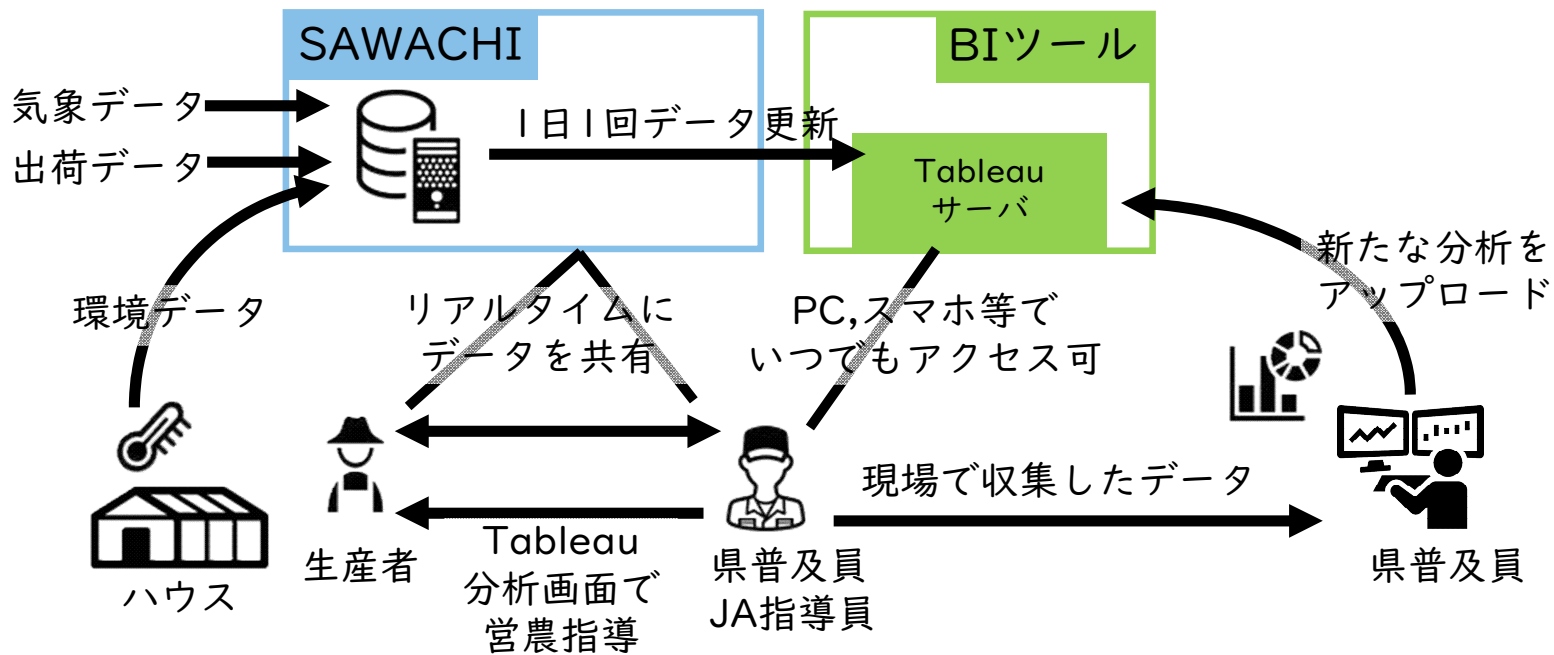 SAWACHI
BIツール
気象データ
出荷データ
1日1回データ更新
Tableau
サーバ
環境データ
リアルタイムに
データを共有
PC,スマホ等で
いつでもアクセス可
新たな分析を
アップロード
現場で収集したデータ
ハウス
生産者
Tableau
分析画面で
営農指導
県普及員
JA指導員
県普及員